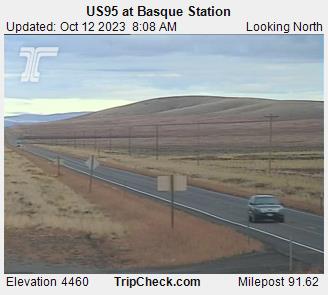 US95 at Basque Station
Updated: Oct 12 2023 8:08 AM Looking North
Elevation 4460 TripCheck.com Milepost 91.62